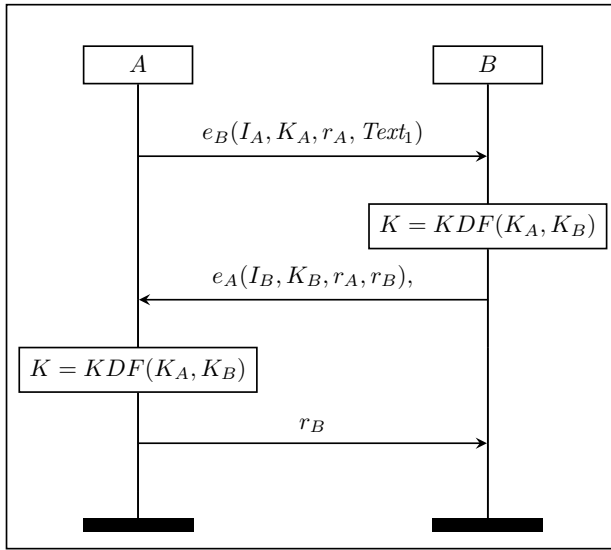 A B
e_B(I_A, K_A, r_A, Text_1)
K = KDF(K_A, K_B)
e_A(I_B, K_B, r_A, r_B),
K = KDF(K_A, K_B)
r_B